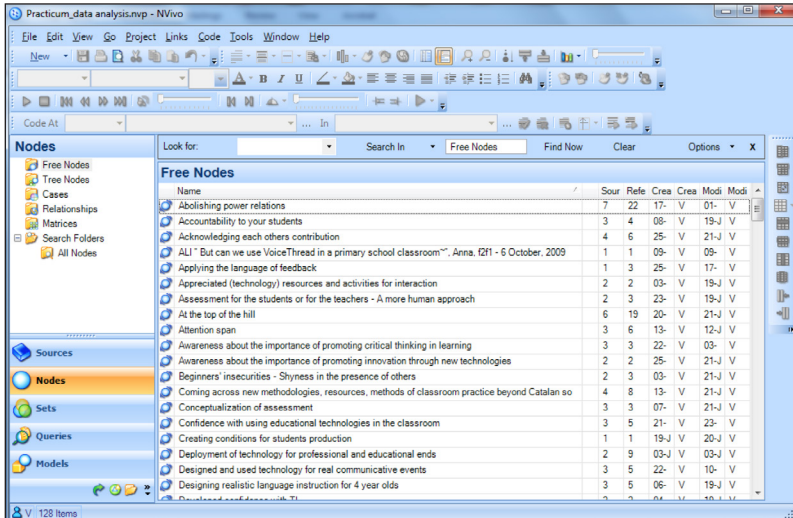 Practicum_data analysis.nvp - NVivo
File Edit View Go Project Links Code Tools Window Help
New
A B I U
Code At ... In ...
Nodes
Look for: Search In Free Nodes Find Now Clear Options x
Free Nodes
Tree Nodes
Cases
Relationships
Matrices
Search Folders
All Nodes
Sources
Nodes
Sets
Queries
Models
Free Nodes
Name Sour Refe Crea Crea Modi Modi
Abolishing power relations 7 22 17- V 01- V
Accountability to your students 3 4 08- V 19-J V
Acknowledging each others contribution 4 6 25- V 21-J V
ALI " But can we use VoiceThread in a primary school classroom~", Anna, f2f1 - 6 October, 2009 1 1 09- V 09- V
Applying the language of feedback 1 3 25- V 17- V
Appreciated (technology) resources and activities for interaction 2 2 03- V 19-J V
Assessment for the students or for the teachers - A more human approach 2 3 23- V 19-J V
At the top of the hill 6 19 20- V 21-J V
Attention span 3 6 13- V 12-J V
Awareness about the importance of promoting critical thinking in learning 3 3 22- V 03- V
Awareness about the importance of promoting innovation through new technologies 2 2 25- V 21-J V
Beginners' insecurities - Shyness in the presence of others 2 3 03- V 19-J V
Coming across new methodologies, resources, methods of classroom practice beyond Catalan so 4 8 13- V 21-J V
Conceptualization of assessment 3 3 07- V 21-J V
Confidence with using educational technologies in the classroom 3 5 21- V 23- V
Creating conditions for students production 1 1 19-J V 20-J V
Deployment of technology for professional and educational ends 2 9 03-J V 03-J V
Designed and used technology for real communicative events 3 5 22- V 10- V
Designing realistic language instruction for 4 year olds 3 5 06- V 19-J V
V 128 Items